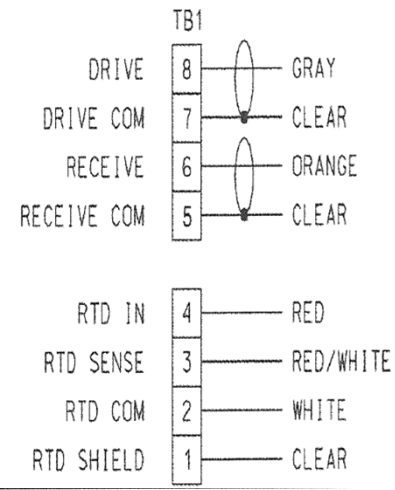 TB1
DRIVE 8 GRAY
DRIVE COM 7 CLEAR
RECEIVE 6 ORANGE
RECEIVE COM 5 CLEAR
RTD IN 4 RED
RTD SENSE 3 RED/WHITE
RTD COM 2 WHITE
RTD SHIELD 1 CLEAR